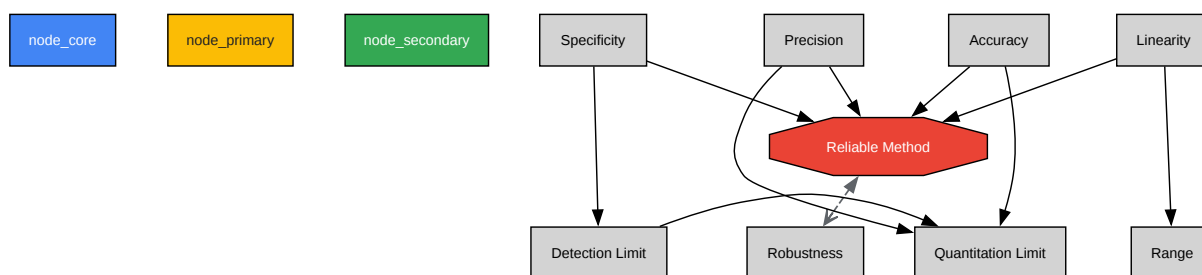 node_core
node_primary
node_secondary
Specificity
Precision
Accuracy
Linearity
Reliable Method
Detection Limit
Robustness
Quantitation Limit
Range